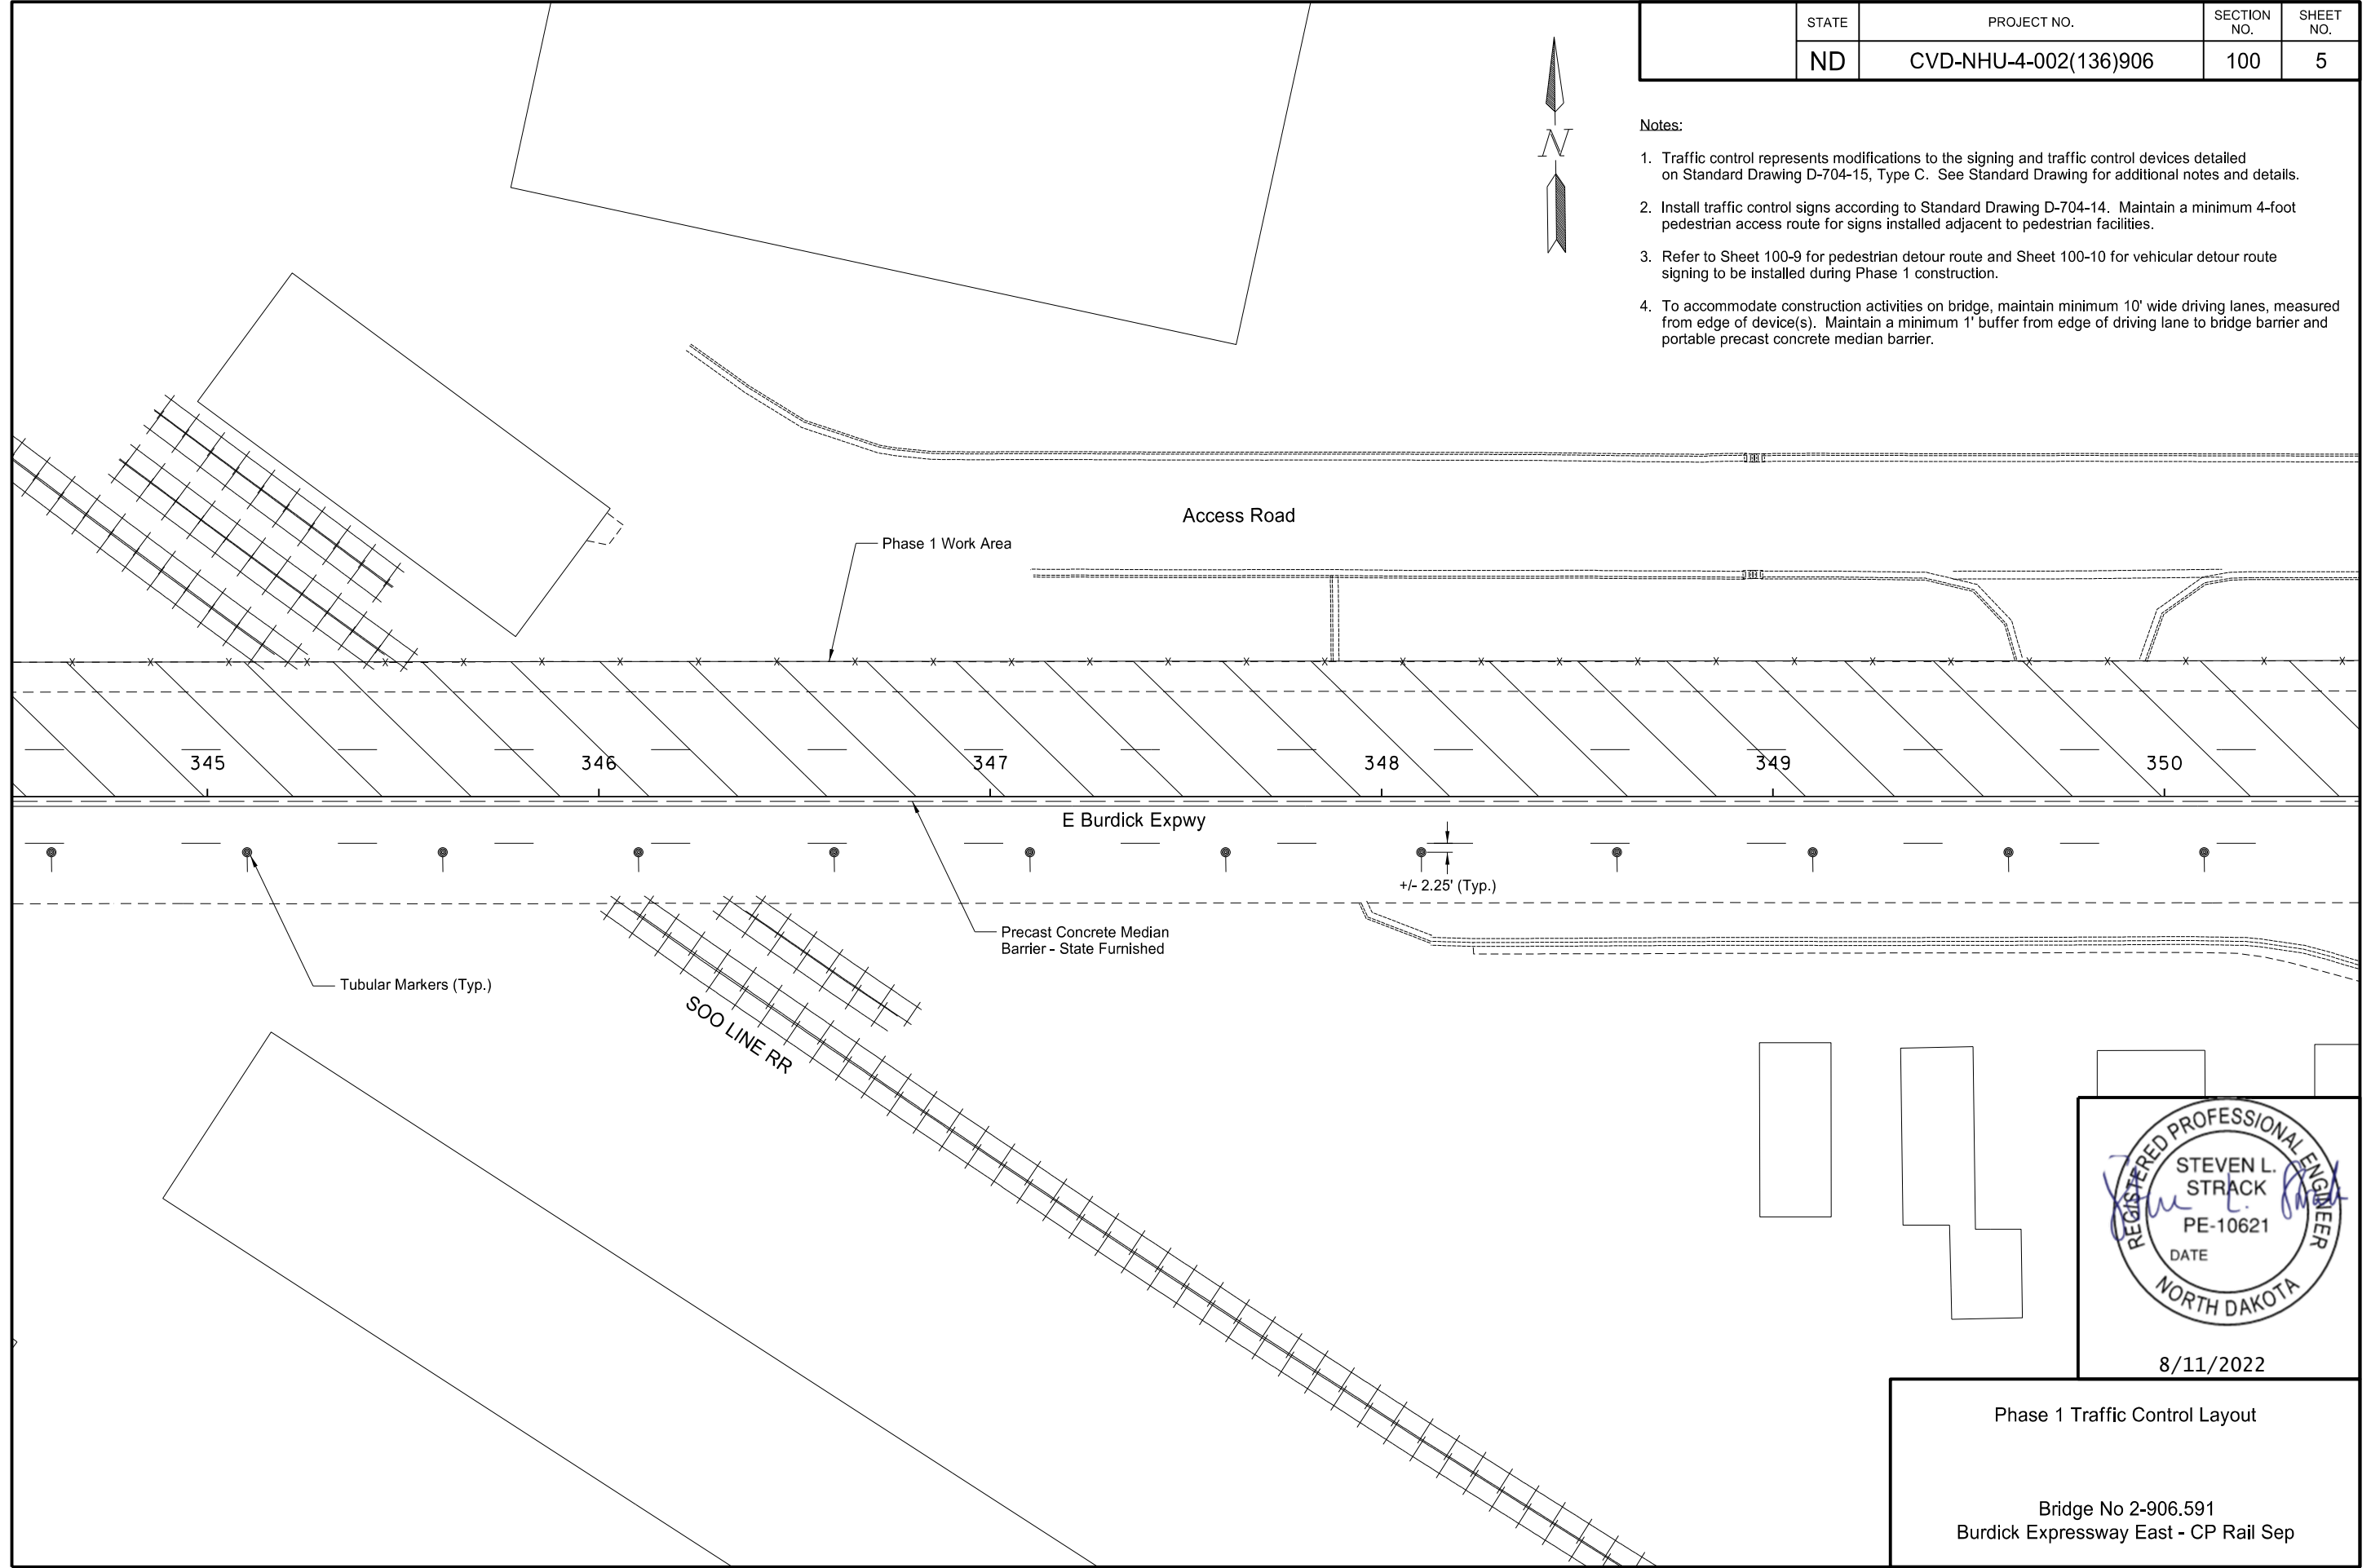 STATE
PROJECT NO.
SECTION NO.
SHEET NO.
ND
CVD-NHU-4-002(136)906
100
5
N
Notes:
1. Traffic control represents modifications to the signing and traffic control devices detailed
on Standard Drawing D-704-15, Type C. See Standard Drawing for additional notes and details.
2. Install traffic control signs according to Standard Drawing D-704-14. Maintain a minimum 4-foot
pedestrian access route for signs installed adjacent to pedestrian facilities.
3. Refer to Sheet 100-9 for pedestrian detour route and Sheet 100-10 for vehicular detour route
signing to be installed during Phase 1 construction.
4. To accommodate construction activities on bridge, maintain minimum 10' wide driving lanes, measured
from edge of device(s). Maintain a minimum 1' buffer from edge of driving lane to bridge barrier and
portable precast concrete median barrier.
Access Road
Phase 1 Work Area
345
346
347
348
349
350
E Burdick Expwy
+/- 2.25' (Typ.)
Precast Concrete Median
Barrier - State Furnished
Tubular Markers (Typ.)
SOO LINE RR
REGISTERED PROFESSIONAL ENGINEER
STEVEN L.
STRACK
PE-10621
DATE
NORTH DAKOTA
8/11/2022
Phase 1 Traffic Control Layout
Bridge No 2-906.591
Burdick Expressway East - CP Rail Sep